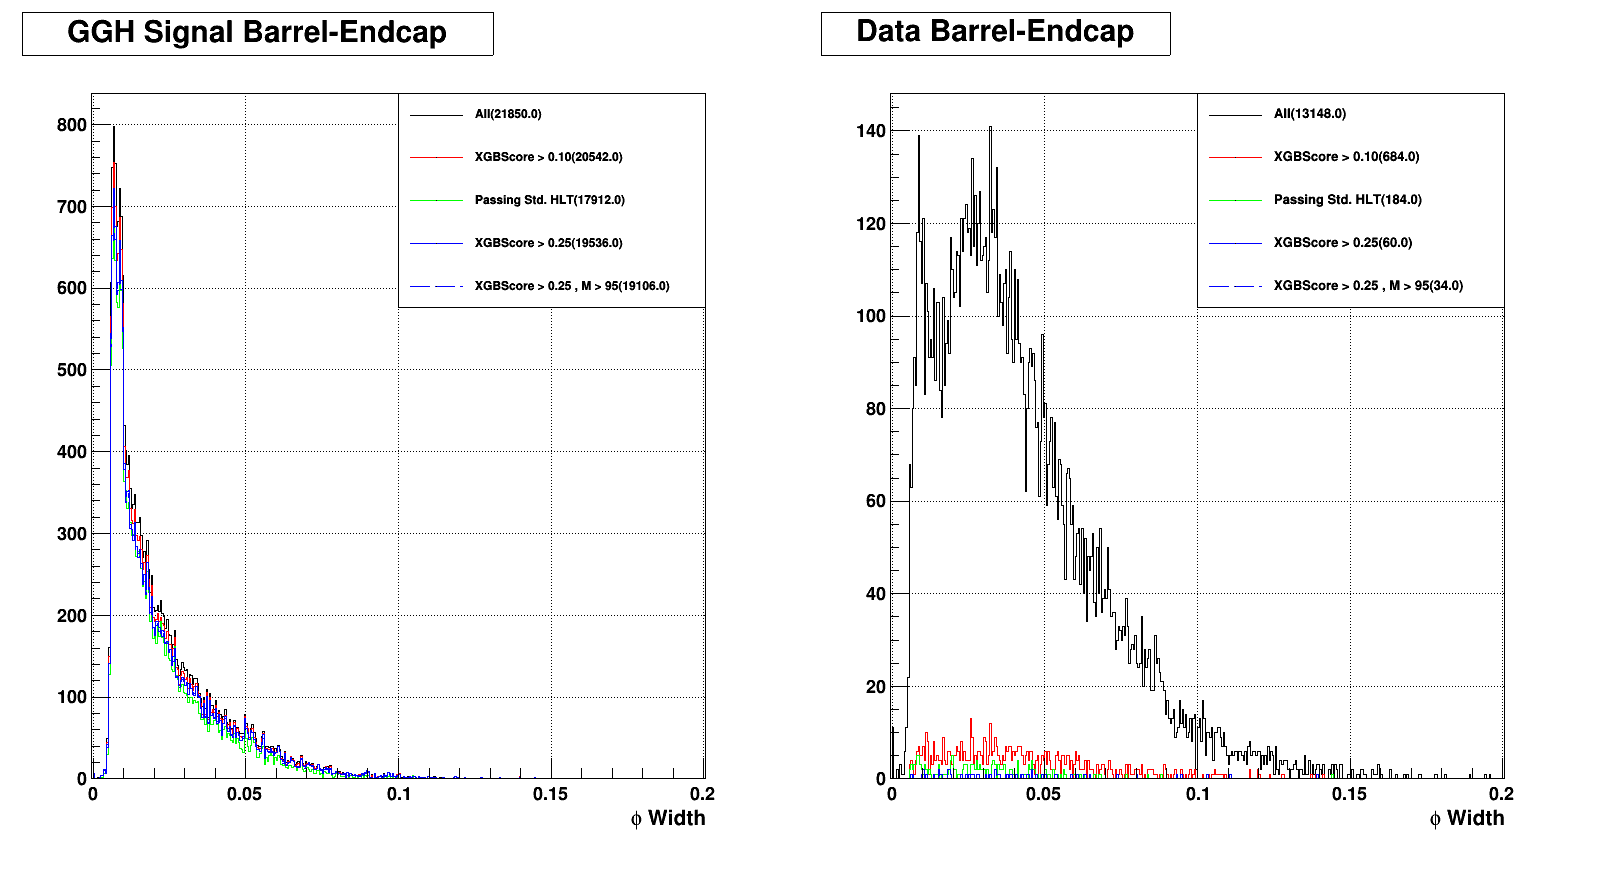 GGH Signal Barrel-Endcap
All(21850.0)
XGBScore > 0.10(20542.0)
Passing Std. HLT(17912.0)
XGBScore > 0.25(19536.0)
XGBScore > 0.25 , M > 95(19106.0)
800
700
600
500
400
300
200
100
0
0 0.05 0.1 0.15 0.2
ϕ Width
Data Barrel-Endcap
All(13148.0)
XGBScore > 0.10(684.0)
Passing Std. HLT(184.0)
XGBScore > 0.25(60.0)
XGBScore > 0.25 , M > 95(34.0)
140
120
100
80
60
40
20
0
0 0.05 0.1 0.15 0.2
ϕ Width